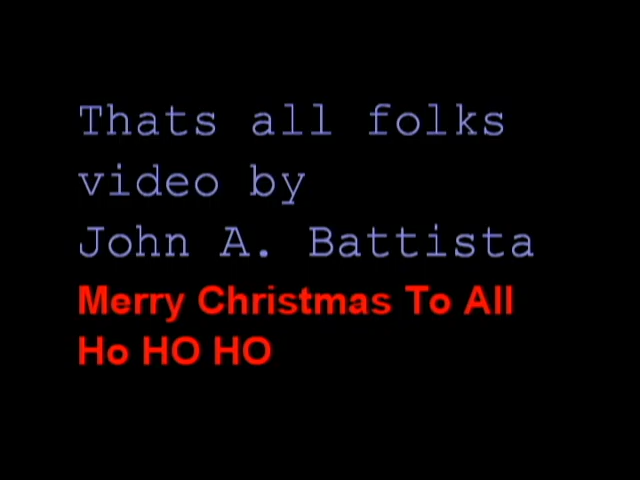 Thats all folks
video by
John A. Battista
Merry Christmas To All
Ho HO HO